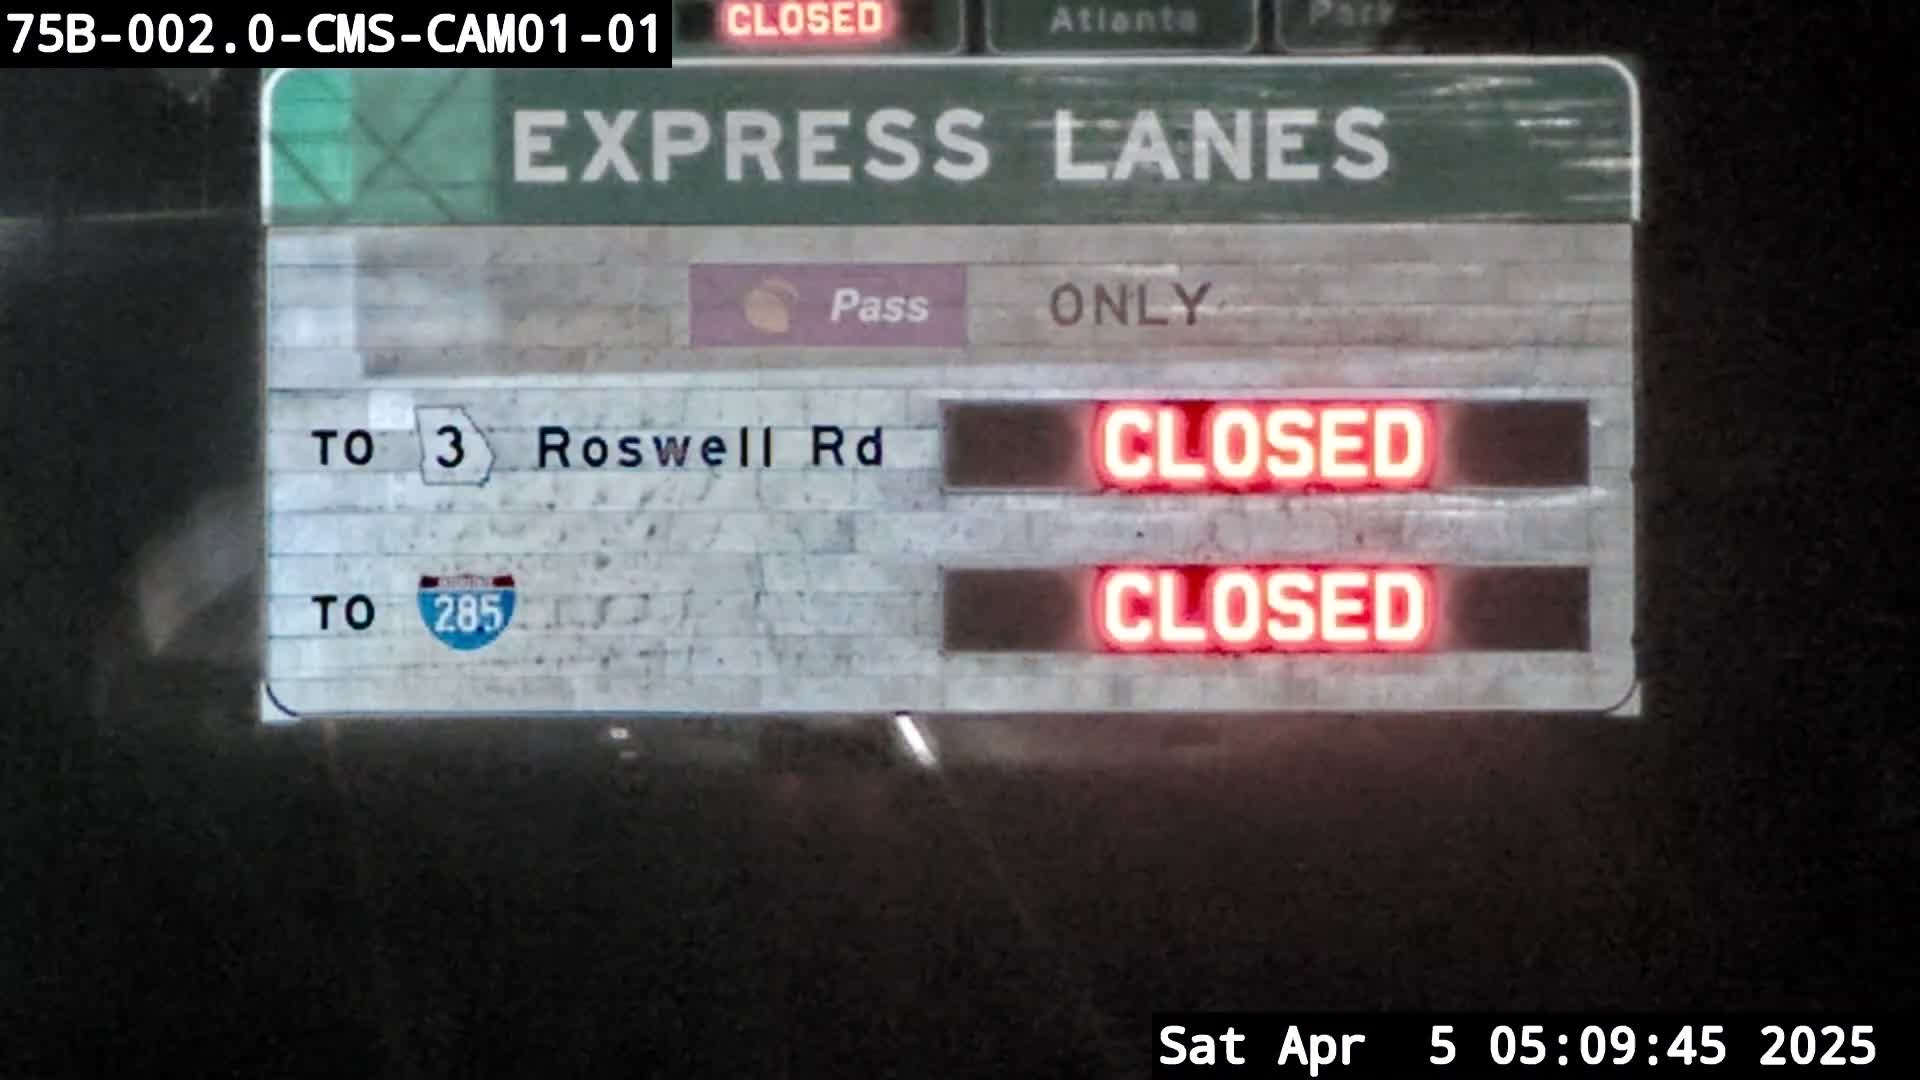 75B-002.0-CMS-CAM01-01
CLOSED
Atlanta
Park
EXPRESS LANES
Pass ONLY
TO 3 Roswell Rd CLOSED
TO 285 CLOSED
Sat Apr 5 05:09:45 2025